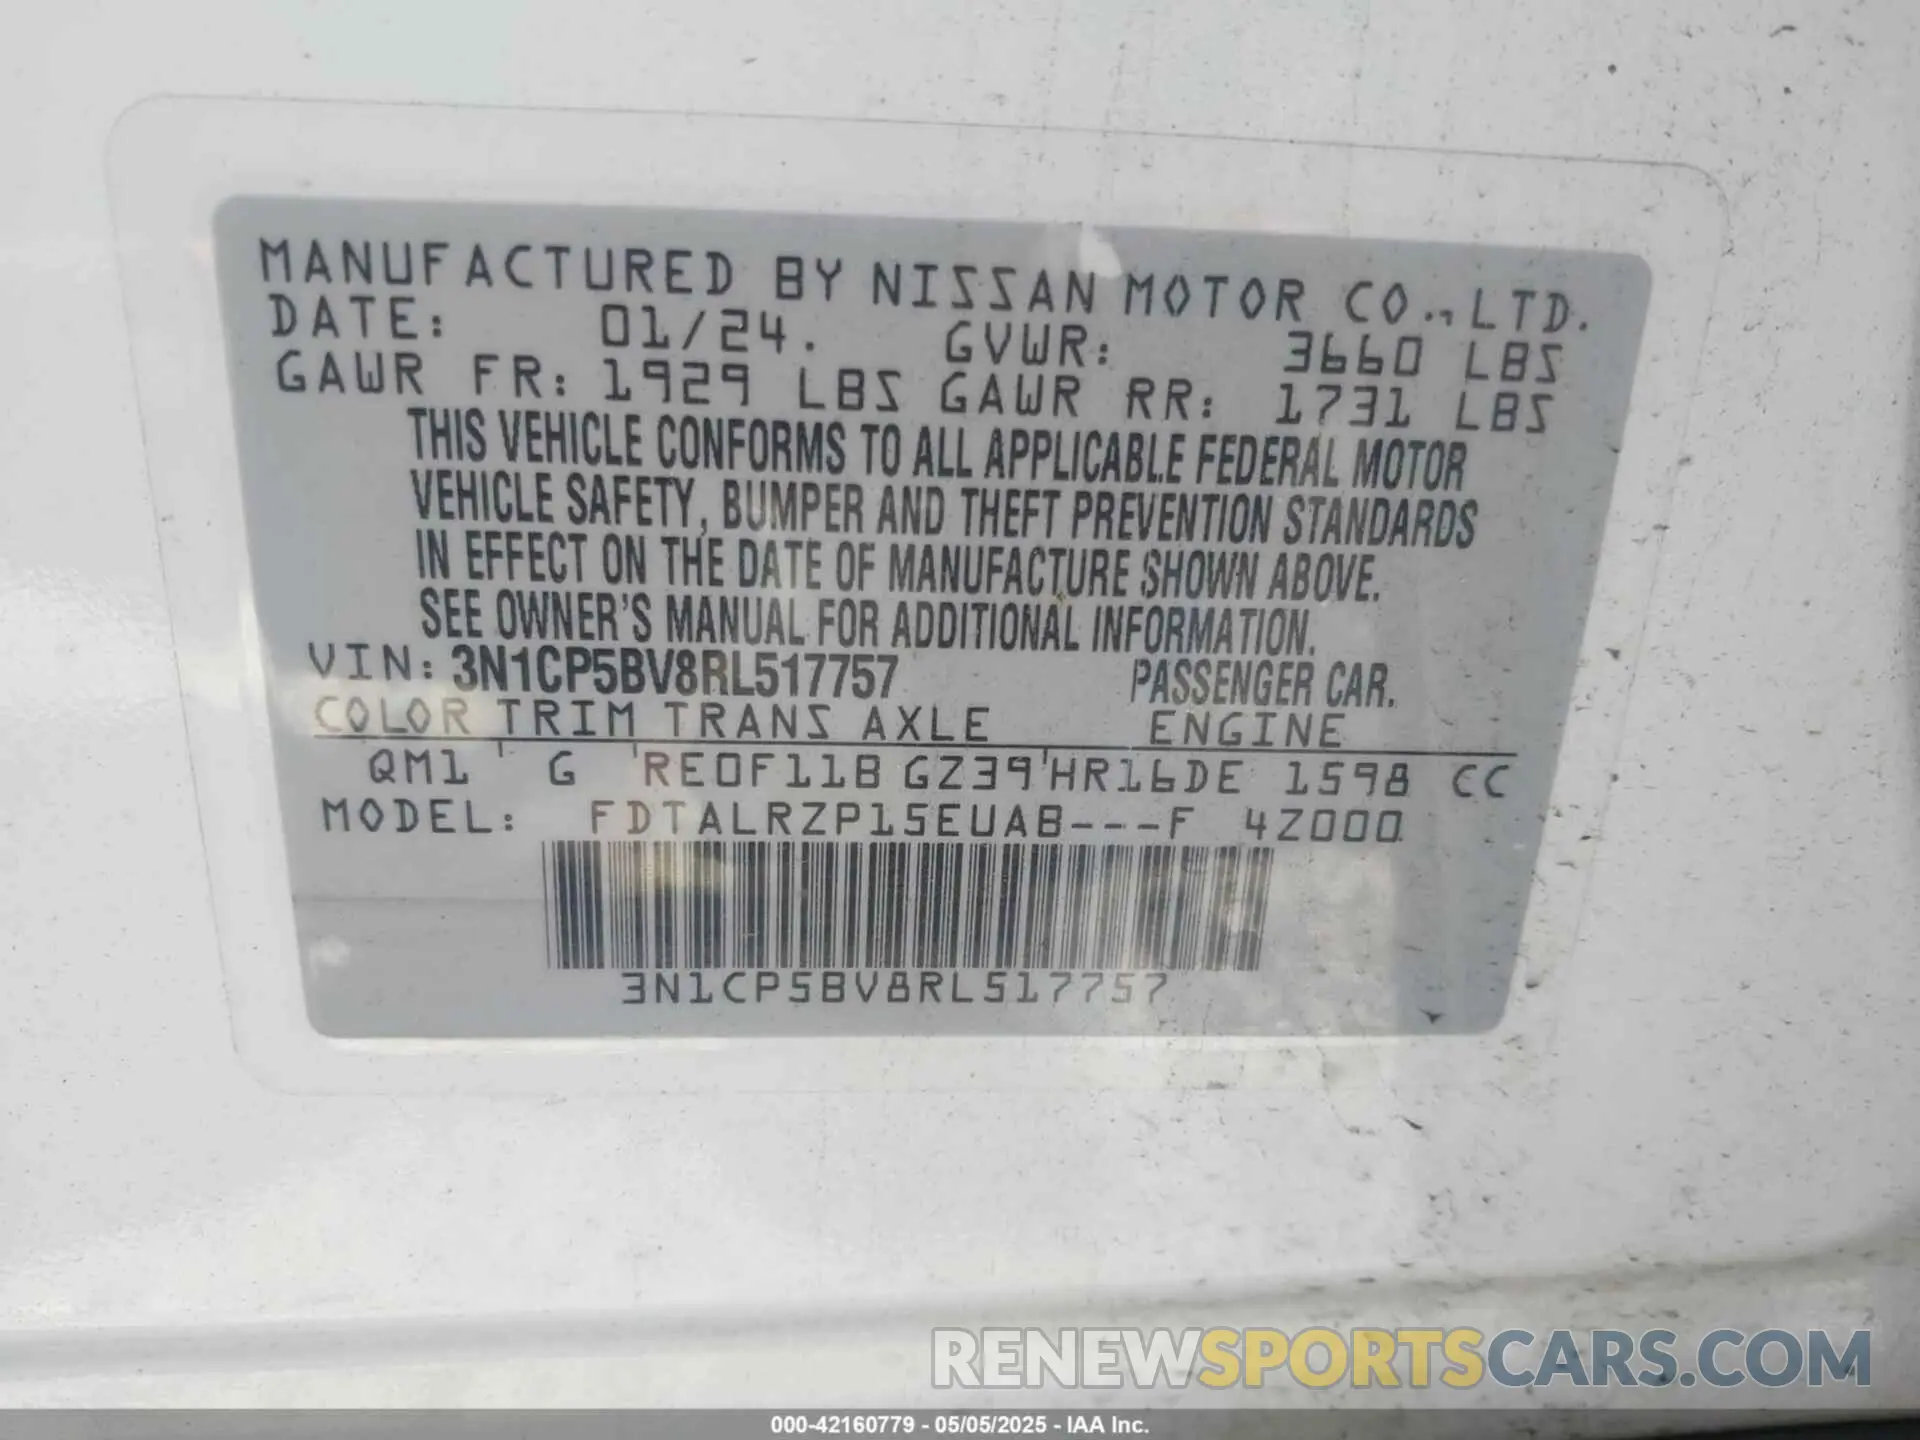 MANUFACTURED BY NISSAN MOTOR CO., LTD.
DATE: 01/24. GVWR: 3660 LBS
GAWR FR: 1929 LBS GAWR RR: 1731 LBS
THIS VEHICLE CONFORMS TO ALL APPLICABLE FEDERAL MOTOR
VEHICLE SAFETY, BUMPER AND THEFT PREVENTION STANDARDS
IN EFFECT ON THE DATE OF MANUFACTURE SHOWN ABOVE.
SEE OWNER'S MANUAL FOR ADDITIONAL INFORMATION.
VIN: 3N1CP5BV8RL517757 PASSENGER CAR.
COLOR TRIM TRANS AXLE ENGINE
QM1 ' G ' RE0F11B GZ39 ' HR16DE 1598 CC
MODEL: FDTALRZP15EUAB---F 4Z000
3N1CP5BV8RL517757
RENEWSPORTSCARS.COM
000-42160779 - 05/05/2025 - IAA Inc.